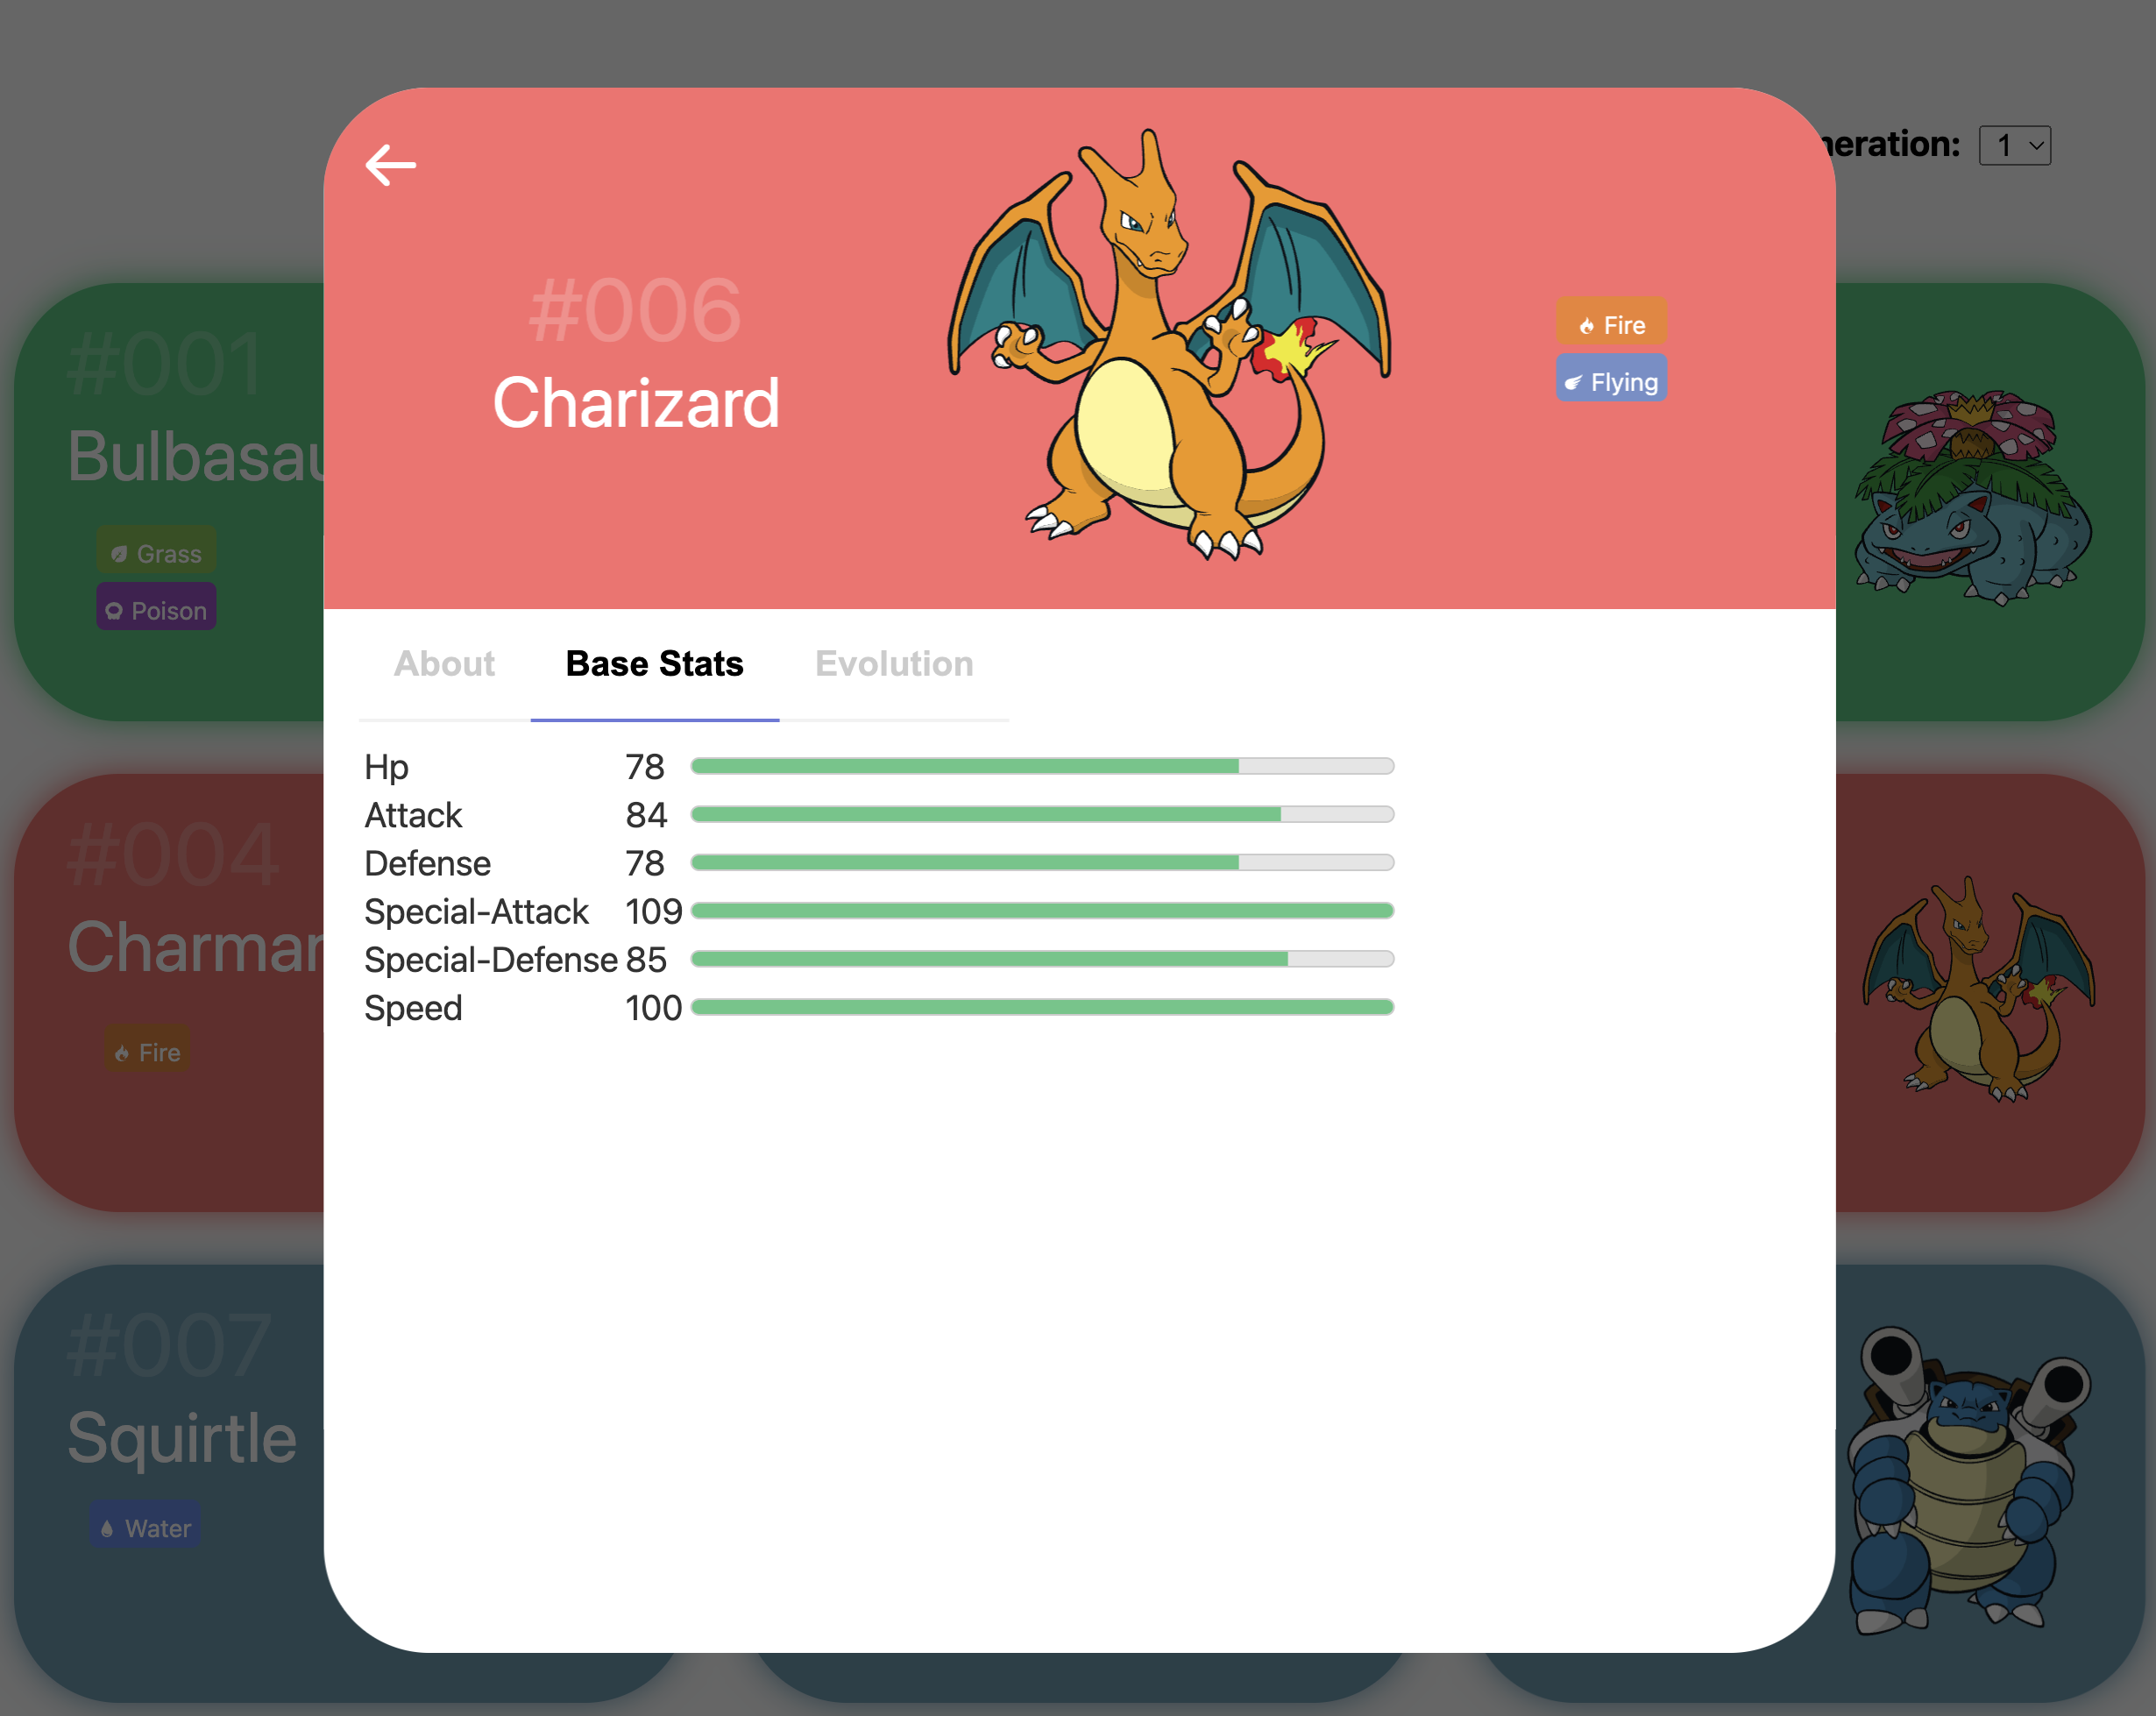 neration: 1
#006
Charizard
Fire
Flying
#001
Bulbasau
Grass
Poison
About Base Stats Evolution
Hp 78
Attack 84
Defense 78
Special-Attack 109
Special-Defense 85
Speed 100
#004
Charman
Fire
#007
Squirtle
Water